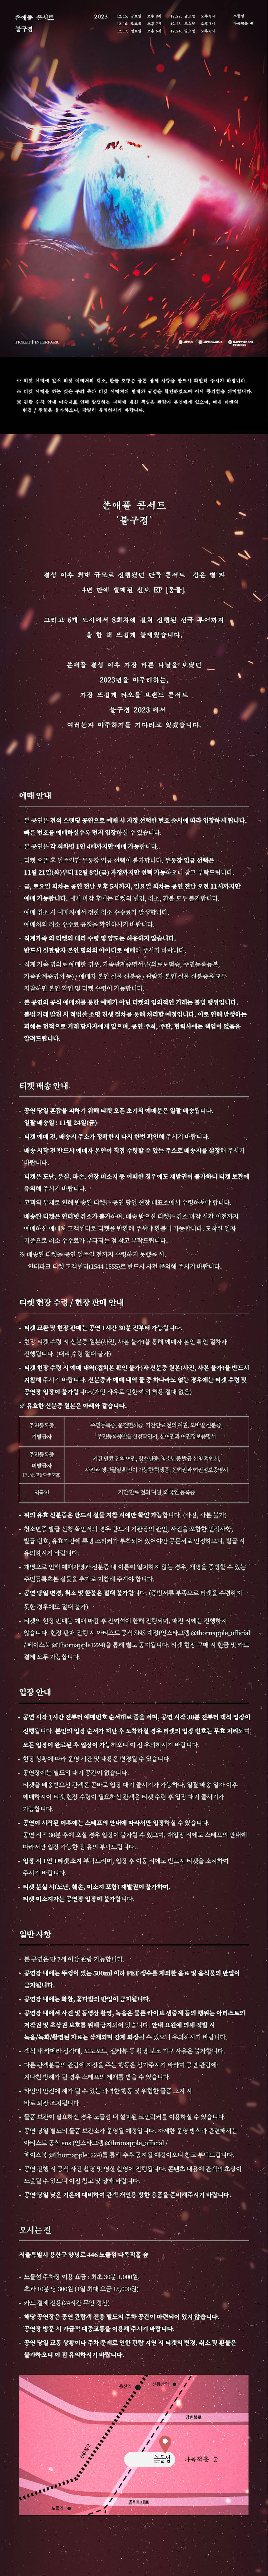 쏜애플 콘서트
불구경
2023
12.15. 금요일 오후 8시
12.16. 토요일 오후 7시
12.17. 일요일 오후 6시
12.22. 금요일 오후 8시
12.23. 토요일 오후 7시
12.24. 일요일 오후 6시
노들섬
다목적홀 숲
TICKET | INTERPARK
MPMG
MPMG MUSIC
HAPPY ROBOT RECORDS
※ 티켓 예매에 앞서 티켓 예매처의 취소, 환불 조항은 물론 상세 사항을 반드시 확인해 주시기 바랍니다.
※ 티켓 예매를 하는 것은 주최 측과 티켓 예매처의 안내와 주의사항을 확인하였으며 이에 동의함을 의미합니다.
쏜애플 콘서트
‘불구경’
결성 이후 최대 규모로 진행했던 단독 콘서트 ‘검은 별’과
4년 만에 발매된 신보 EP [동물].
그리고 6개 도시에서 8회차에 걸쳐 진행된 전국 투어까지
올 한 해 뜨겁게 불태웠습니다.
쏜애플 결성 이후 가장 바쁜 나날을 보냈던
2023년을 마무리하는,
가장 뜨겁게 타오를 브랜드 콘서트
‘불구경 2023’에서
여러분과 마주하기를 기다리고 있겠습니다.
예매 안내
- 본 공연은 전석 스탠딩 공연으로 예매 시 지정 선택한 번호 순서에 따라 입장하게 됩니다.
빠른 번호를 예매하실수록 먼저 입장하실 수 있습니다.
- 본 공연은 각 회차별 1인 4매까지만 예매 가능합니다.
- 티켓 오픈 후 일주일간 무통장 입금 선택이 불가합니다. 무통장 입금 선택은
11월 21일(화)부터 12월 8일(금) 자정까지만 선택 가능하오니 참고 부탁드립니다.
- 금, 토요일 회차는 공연 전날 오후 5시까지, 일요일 회차는 공연 전날 오전 11시까지만
예매 가능합니다. 예매 마감 후에는 티켓의 변경, 취소, 환불 모두 불가합니다.
- 예매 취소 시 예매처에서 정한 취소 수수료가 발생합니다.
예매처의 취소 수수료 규정을 확인하시기 바랍니다.
- 직계가족 외 티켓의 대리 수령 및 양도는 허용하지 않습니다.
반드시 실관람자 본인 명의의 아이디로 예매해 주시기 바랍니다.
- 직계 가족 명의로 예매한 경우, 가족관계증명서류(의료보험증, 주민등록등본,
가족관계증명서 등) / 예매자 본인 실물 신분증 / 관람자 본인 실물 신분증을 모두
지참하면 본인 확인 및 티켓 수령이 가능합니다.
- 본 공연의 공식 예매처를 통한 예매가 아닌 티켓의 임의적인 거래는 불법 행위입니다.
불법 거래 발견 시 적법한 소명 진행 절차를 통해 처리할 예정입니다. 이로 인해 발생하는
피해는 전적으로 거래 당사자에게 있으며, 공연 주최, 주관, 협력사에는 책임이 없음을
알려드립니다.
티켓 배송 안내
- 공연 당일 혼잡을 피하기 위해 티켓 오픈 초기의 예매분은 일괄 배송됩니다.
일괄 배송일 : 11월 24일(금)
- 티켓 예매 전, 배송지 주소가 정확한지 다시 한번 확인해 주시기 바랍니다.
- 배송 시작 전 반드시 예매자 본인이 직접 수령할 수 있는 주소로 배송지를 설정해 주시기
바랍니다.
- 티켓은 도난, 분실, 파손, 현장 미소지 등 어떠한 경우에도 재발권이 불가하니 티켓 보관에
유의해 주시기 바랍니다.
- 고객의 부재로 인해 반송된 티켓은 공연 당일 현장 매표소에서 수령하셔야 합니다.
- 배송된 티켓은 인터넷 취소가 불가하며, 배송 받으신 티켓은 취소 마감 시간 이전까지
예매하신 예매처 고객센터로 티켓을 반환해 주셔야 환불이 가능합니다. 도착한 일자
기준으로 취소 수수료가 부과되는 점 참고 부탁드립니다.
※ 배송된 티켓을 공연 일주일 전까지 수령하지 못했을 시,
인터파크 티켓 고객센터(1544-1555)로 반드시 사전 문의해 주시기 바랍니다.
티켓 현장 수령 / 현장 판매 안내
- 티켓 교환 및 현장 판매는 공연 1시간 30분 전부터 가능합니다.
- 현장 티켓 수령 시 신분증 원본(사진, 사본 불가)을 통해 예매자 본인 확인 절차가
진행됩니다. (대리 수령 절대 불가)
- 티켓 현장 수령 시 예매 내역(캡처본 확인 불가)과 신분증 원본(사진, 사본 불가)을 반드시
지참해 주시기 바랍니다. 신분증과 예매 내역 둘 중 하나라도 없는 경우에는 티켓 수령 및
공연장 입장이 불가합니다.(개인 사유로 인한 예외 허용 절대 없음)
※ 유효한 신분증 원본은 아래와 같습니다.
주민등록증
기발급자
주민등록증, 운전면허증, 기간만료 전의 여권, 모바일 신분증,
주민등록증발급신청확인서, 신여권과 여권정보증명서
주민등록증
미발급자
(초, 중, 고등학생 포함)
기간 만료 전의 여권, 청소년증, 청소년증 발급 신청 확인서,
사진과 생년월일 확인이 가능한 학생증, 신여권과 여권정보증명서
외국인
기간 만료 전의 여권, 외국인 등록증
- 위의 유효 신분증은 반드시 실물 지참 시에만 확인 가능합니다. (사진, 사본 불가)
- 청소년증 발급 신청 확인서의 경우 반드시 기관장의 관인, 사진을 포함한 인적사항,
발급 번호, 유효기간에 투명 스티커가 부착되어 있어야만 공문서로 인정하오니, 발급 시
유의하시기 바랍니다.
- 개명으로 인해 예매자명과 신분증 내 이름이 일치하지 않는 경우, 개명을 증빙할 수 있는
주민등록초본 실물을 추가로 지참해 주셔야 합니다.
- 공연 당일 변경, 취소 및 환불은 절대 불가합니다. (증빙서류 부족으로 티켓을 수령하지
못한 경우에도 절대 불가)
- 티켓의 현장 판매는 예매 마감 후 잔여석에 한해 진행되며, 매진 시에는 진행하지
않습니다. 현장 판매 진행 시 아티스트 공식 SNS 계정(인스타그램 @thornapple_official
/ 페이스북 @Thornapple1224)을 통해 별도 공지됩니다. 티켓 현장 구매 시 현금 및 카드
결제 모두 가능합니다.
입장 안내
- 공연 시작 1시간 전부터 예매번호 순서대로 줄을 서며, 공연 시작 30분 전부터 객석 입장이
진행됩니다. 본인의 입장 순서가 지난 후 도착하실 경우 티켓의 입장 번호는 무효 처리되며,
모든 입장이 완료된 후 입장이 가능하오니 이 점 유의하시기 바랍니다.
- 현장 상황에 따라 운영 시간 및 내용은 변경될 수 있습니다.
- 공연장에는 별도의 대기 공간이 없습니다.
티켓을 배송받으신 관객은 곧바로 입장 대기 줄서기가 가능하나, 일괄 배송 일자 이후
예매하시어 티켓 현장 수령이 필요하신 관객은 티켓 수령 후 입장 대기 줄서기가
가능합니다.
- 공연이 시작된 이후에는 스태프의 안내에 따라서만 입장하실 수 있습니다.
공연 시작 30분 후에 오실 경우 입장이 불가할 수 있으며, 재입장 시에도 스태프의 안내에
따라서만 입장 가능한 점 유의 부탁드립니다.
- 입장 시 1인 1티켓 소지 부탁드리며, 입장 후 이동 시에도 반드시 티켓을 소지하여
주시기 바랍니다.
- 티켓 분실 시(도난, 훼손, 미소지 포함) 재발권이 불가하며,
티켓 미소지자는 공연장 입장이 불가합니다.
일반 사항
- 본 공연은 만 7세 이상 관람 가능합니다.
- 공연장 내에는 뚜껑이 있는 500ml 이하 PET 생수를 제외한 음료 및 음식물의 반입이
금지됩니다.
- 공연장 내에는 화환, 꽃다발의 반입이 금지됩니다.
- 공연장 내에서 사진 및 동영상 촬영, 녹음은 물론 라이브 생중계 등의 행위는 아티스트의
저작권 및 초상권 보호를 위해 금지되어 있습니다. 안내 요원에 의해 적발 시
녹음/녹화/촬영된 자료는 삭제되며 강제 퇴장될 수 있으니 유의하시기 바랍니다.
- 객석 내 카메라 삼각대, 모노포드, 셀카봉 등 촬영 보조 기구 사용은 불가합니다.
- 다른 관객분들의 관람에 지장을 주는 행동은 삼가주시기 바라며 공연 관람에
지나친 방해가 될 경우 스태프의 제재를 받을 수 있습니다.
- 타인의 안전에 해가 될 수 있는 과격한 행동 및 위험한 물품 소지 시
바로 퇴장 조치됩니다.
- 물품 보관이 필요하신 경우 노들섬 내 설치된 코인락커를 이용하실 수 있습니다.
- 공연 당일 별도의 물품 보관소가 운영될 예정입니다. 자세한 운영 방식과 관련해서는
아티스트 공식 sns (인스타그램 @thronapple_official /
페이스북 @Thornapple1224)를 통해 추후 공지될 예정이오니 참고 부탁드립니다.
- 공연 진행 시 공식 사진 촬영 및 영상 촬영이 진행됩니다. 콘텐츠 내용에 관객의 초상이
노출될 수 있으니 이점 참고 및 양해 바랍니다.
- 공연 당일 낮은 기온에 대비하여 관객 개인용 방한 용품을 준비해주시기 바랍니다.
오시는 길
서울특별시 용산구 양녕로 446 노들섬 다목적홀 숲
- 노들섬 주차장 이용 요금 : 최초 30분 1,000원,
초과 10분 당 300원 (1일 최대 요금 15,000원)
- 카드 결제 전용(24시간 무인 정산)
- 해당 공연장은 공연 관람객 전용 별도의 주차 공간이 마련되어 있지 않습니다.
공연장 방문 시 가급적 대중교통을 이용해 주시기 바랍니다.
- 공연 당일 교통 상황이나 주차 문제로 인한 관람 지연 시 티켓의 변경, 취소 및 환불은
불가하오니 이 점 유의하시기 바랍니다.
용산역
신용산역
강변북로
한강철교
노들섬
다목적홀 숲
올림픽대로
노들역